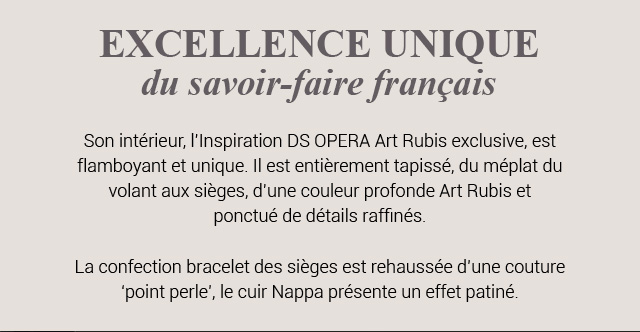 EXCELLENCE UNIQUE
du savoir-faire français
Son intérieur, l'Inspiration DS OPERA Art Rubis exclusive, est
flamboyant et unique. Il est entièrement tapissé, du méplat du
volant aux sièges, d'une couleur profonde Art Rubis et
ponctué de détails raffinés.
La confection bracelet des sièges est rehaussée d'une couture
'point perle', le cuir Nappa présente un effet patiné.